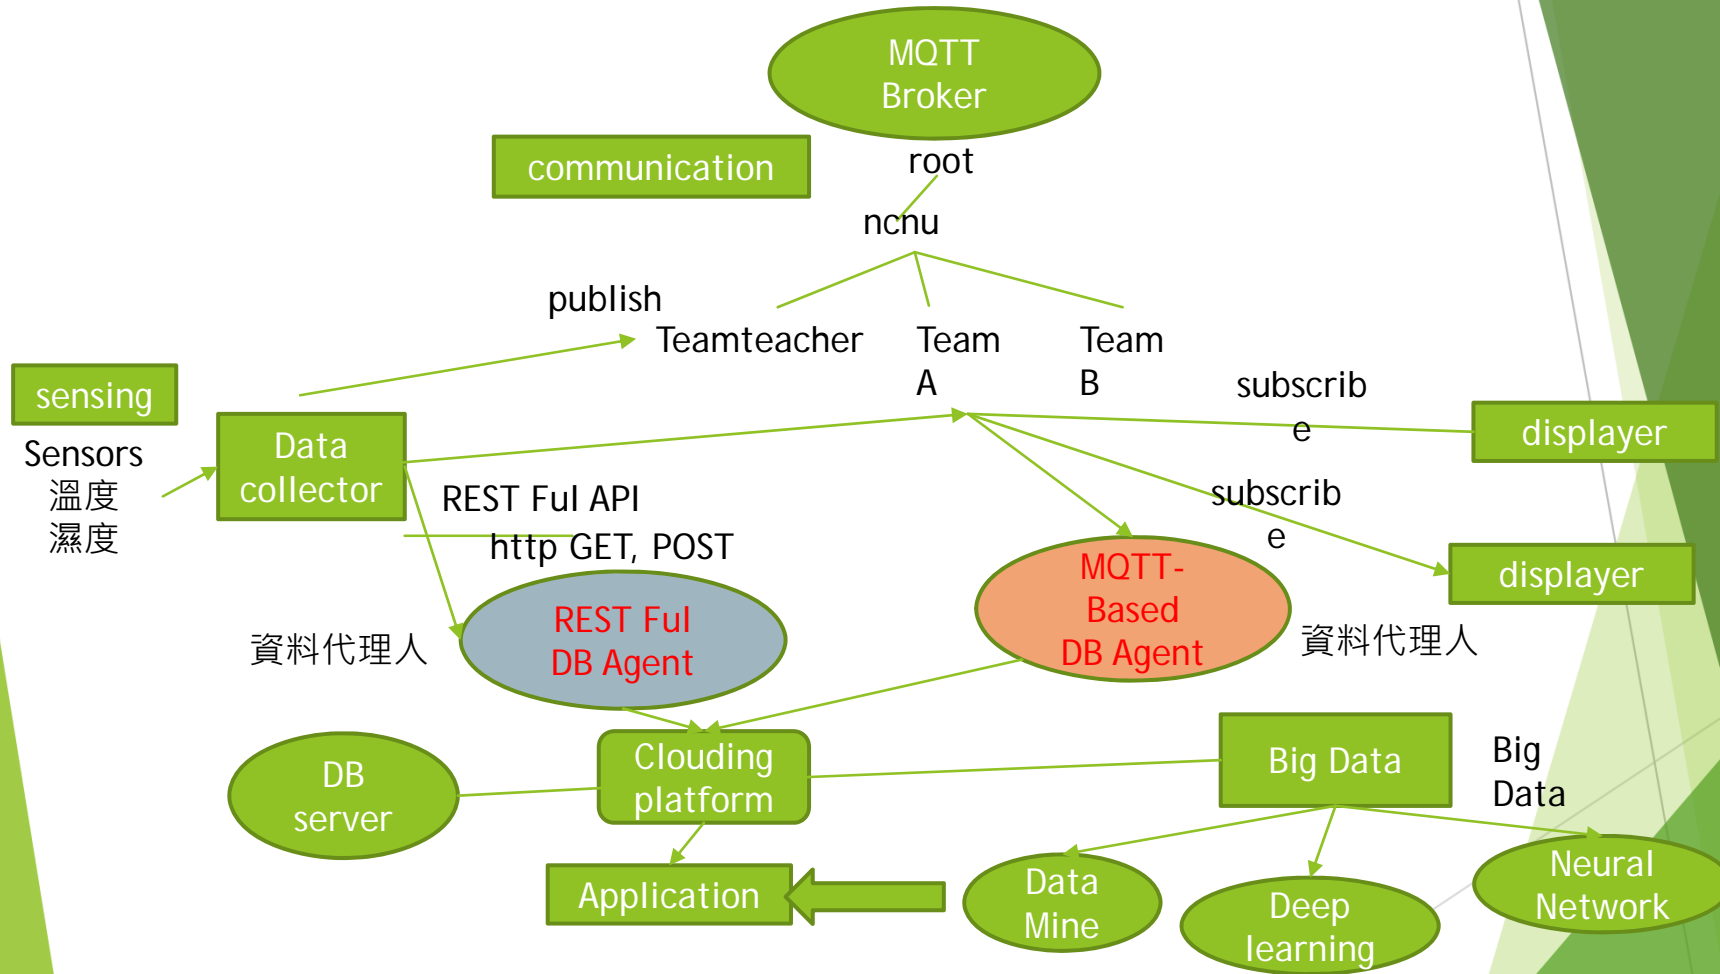 MQTT
Broker
communication
root
ncnu
publish
Teamteacher
Team
A
Team
B
sensing
Sensors
溫度
濕度
Data
collector
subscrib
e
displayer
REST Ful API
http GET, POST
subscrib
e
displayer
REST Ful
DB Agent
資料代理人
MQTT-
Based
DB Agent
資料代理人
DB
server
Clouding
platform
Big Data
Big
Data
Application
Data
Mine
Deep
learning
Neural
Network